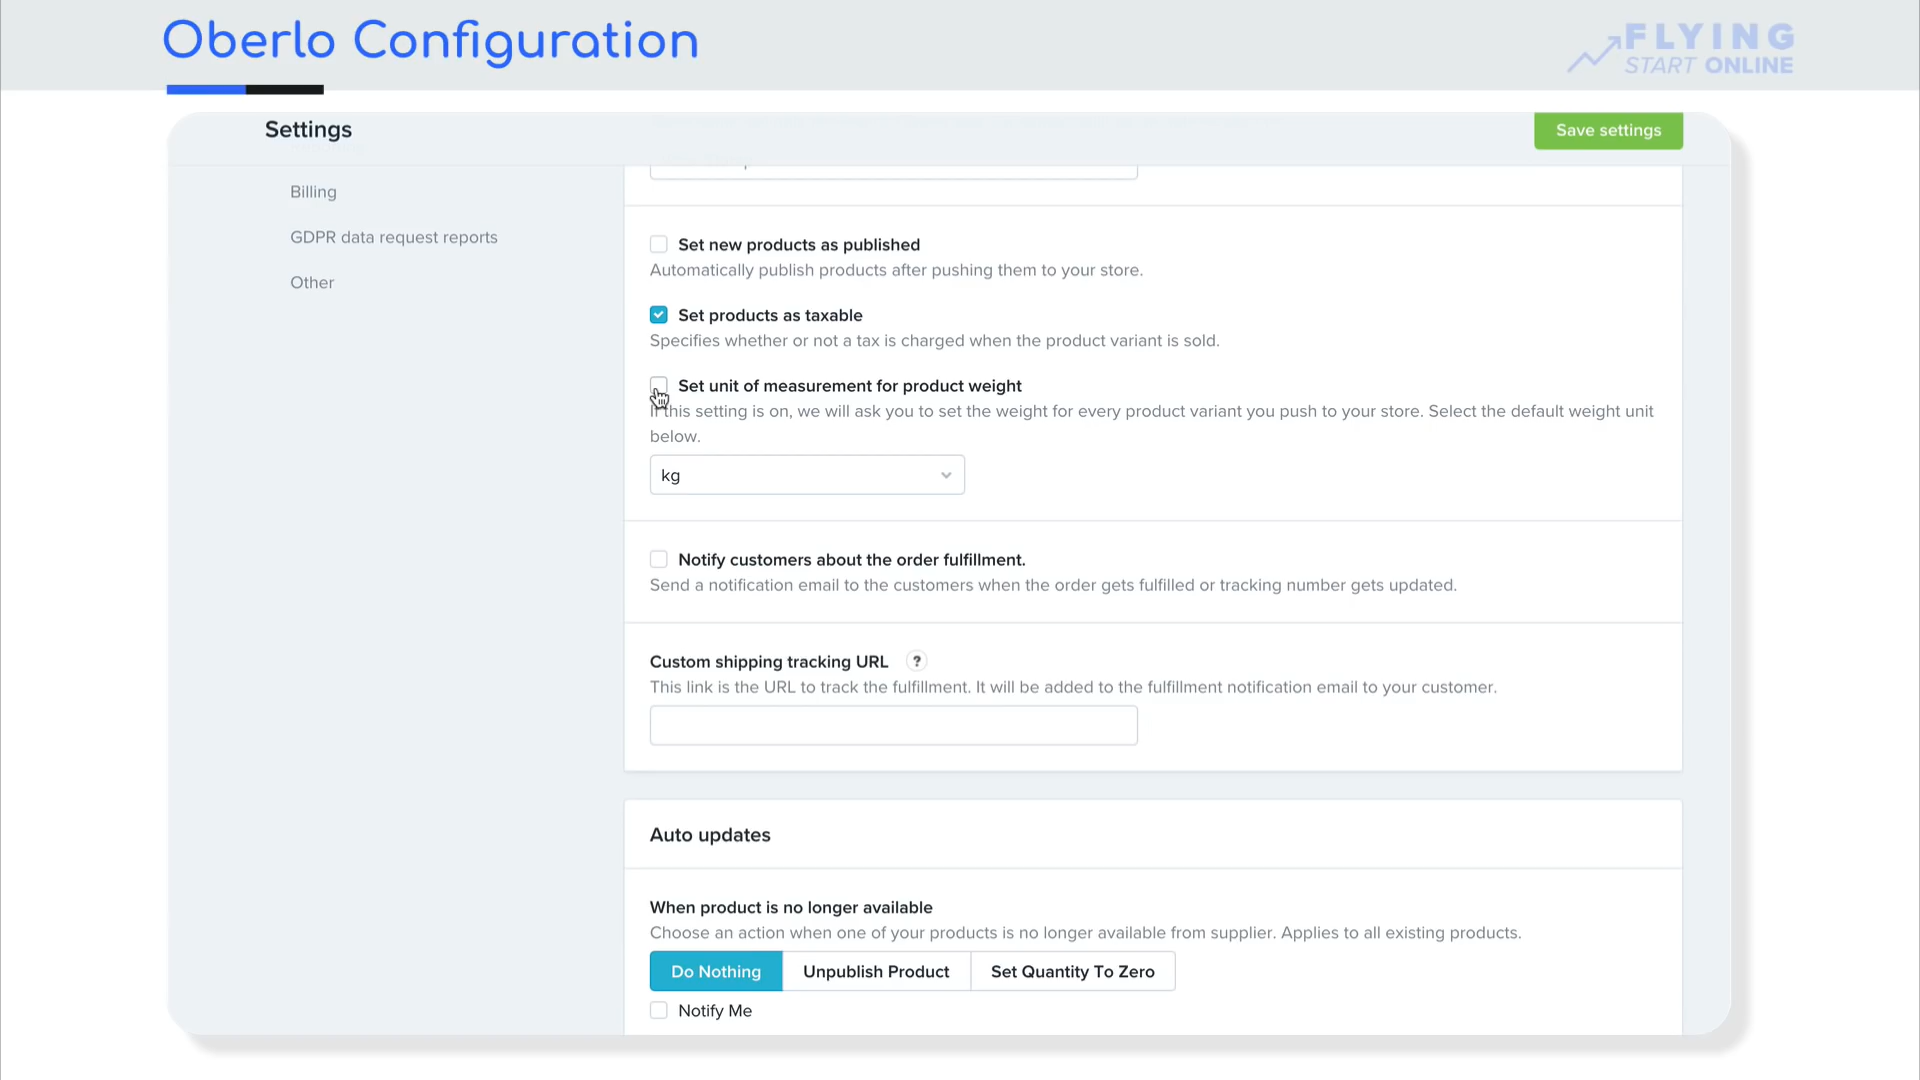 Oberlo Configuration
FLYING
START ONLINE
Settings
Save settings
Billing
GDPR data request reports
Other
Set new products as published
Automatically publish products after pushing them to your store.
Set products as taxable
Specifies whether or not a tax is charged when the product variant is sold.
Set unit of measurement for product weight
If this setting is on, we will ask you to set the weight for every product variant you push to your store. Select the default weight unit
below.
kg
Notify customers about the order fulfillment.
Send a notification email to the customers when the order gets fulfilled or tracking number gets updated.
Custom shipping tracking URL ?
This link is the URL to track the fulfillment. It will be added to the fulfillment notification email to your customer.
Auto updates
When product is no longer available
Choose an action when one of your products is no longer available from supplier. Applies to all existing products.
Do Nothing Unpublish Product Set Quantity To Zero
Notify Me